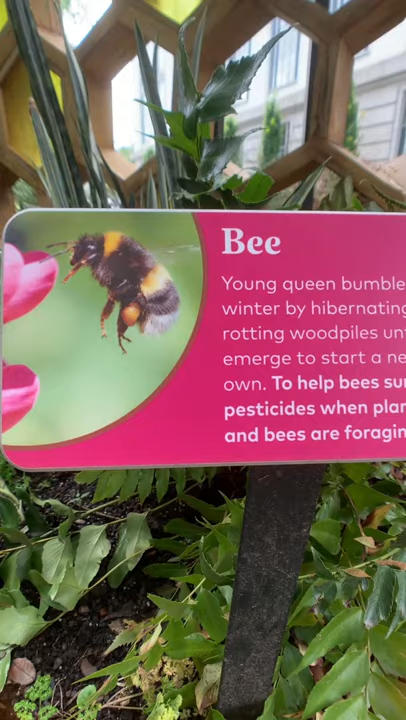 Bee
Young queen bumble
winter by hibernating
rotting woodpiles un
emerge to start a ne
own. To help bees su
pesticides when plan
and bees are foragin